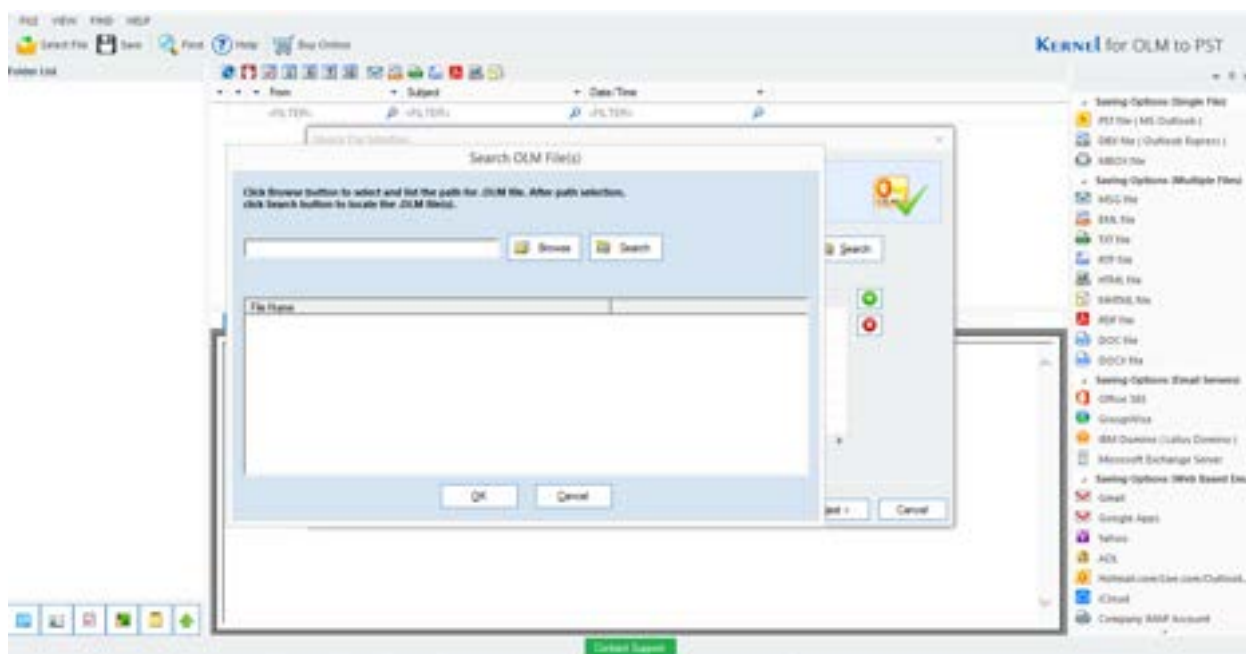 FILE VIEW FIND HELP
Select File Save Find Help Buy Online
KERNEL for OLM to PST
Folder List
From Subject Date/Time
<FILTER> <FILTER> <FILTER>
Search OLM File(s)
Click Browse button to select and list the path for .OLM file. After path selection,
click Search button to locate the .OLM file(s).
Browse Search
Search
File Name
OK Cancel
Cancel
Saving Options (Single File)
PST file ( MS Outlook )
DBX file ( Outlook Express )
MBOX file
Saving Options (Multiple Files)
MSG file
EML file
TXT file
RTF file
HTML file
MHTML file
PDF file
DOC file
DOCX file
Saving Options (Email Servers)
Office 365
GroupWise
IBM Domino ( Lotus Domino )
Microsoft Exchange Server
Saving Options (Web Based
Gmail
Google Apps
Yahoo
AOL
Hotmail.com/Live.com/Outlook.
iCloud
Company IMAP Account
Contact Support